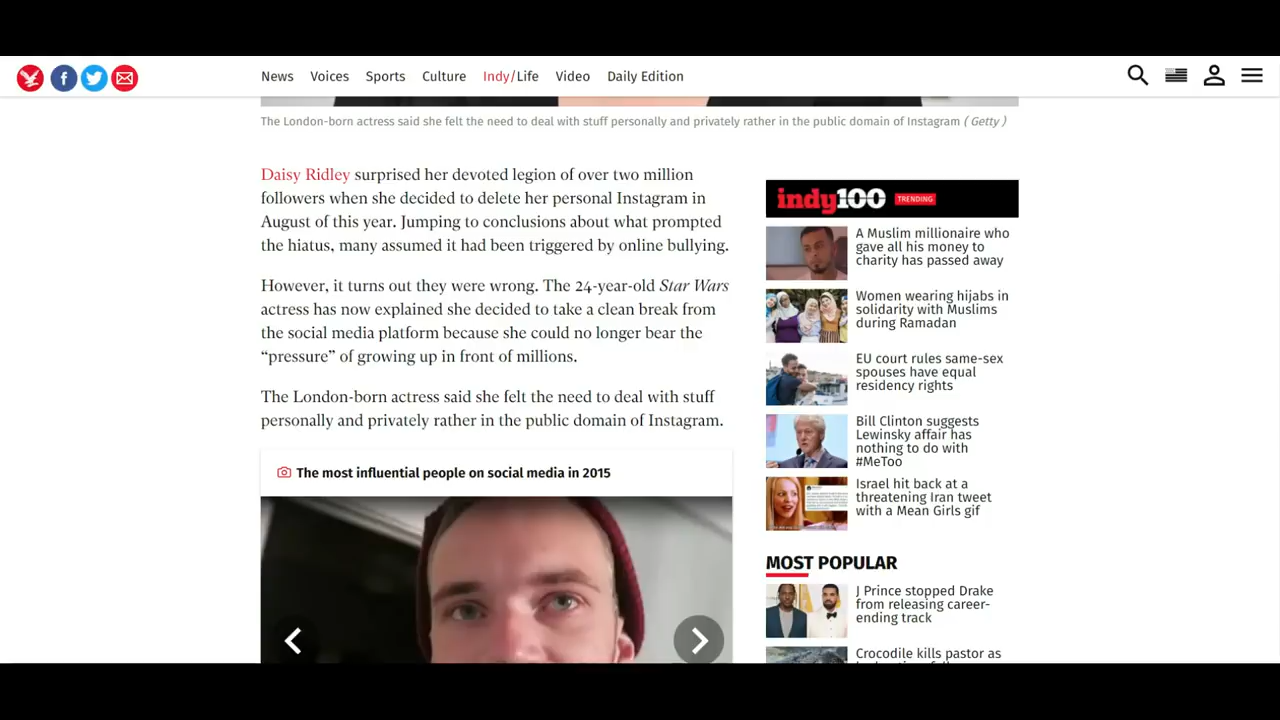 News Voices Sports Culture Indy/Life Video Daily Edition
The London-born actress said she felt the need to deal with stuff personally and privately rather in the public domain of Instagram ( Getty )
Daisy Ridley surprised her devoted legion of over two million
followers when she decided to delete her personal Instagram in
August of this year. Jumping to conclusions about what prompted
the hiatus, many assumed it had been triggered by online bullying.
However, it turns out they were wrong. The 24-year-old Star Wars
actress has now explained she decided to take a clean break from
the social media platform because she could no longer bear the
“pressure” of growing up in front of millions.
The London-born actress said she felt the need to deal with stuff
personally and privately rather in the public domain of Instagram.
The most influential people on social media in 2015
indy100 TRENDING
A Muslim millionaire who
gave all his money to
charity has passed away
Women wearing hijabs in
solidarity with Muslims
during Ramadan
EU court rules same-sex
spouses have equal
residency rights
Bill Clinton suggests
Lewinsky affair has
nothing to do with
#MeToo
Israel hit back at a
threatening Iran tweet
with a Mean Girls gif
MOST POPULAR
J Prince stopped Drake
from releasing career-
ending track
Crocodile kills pastor as